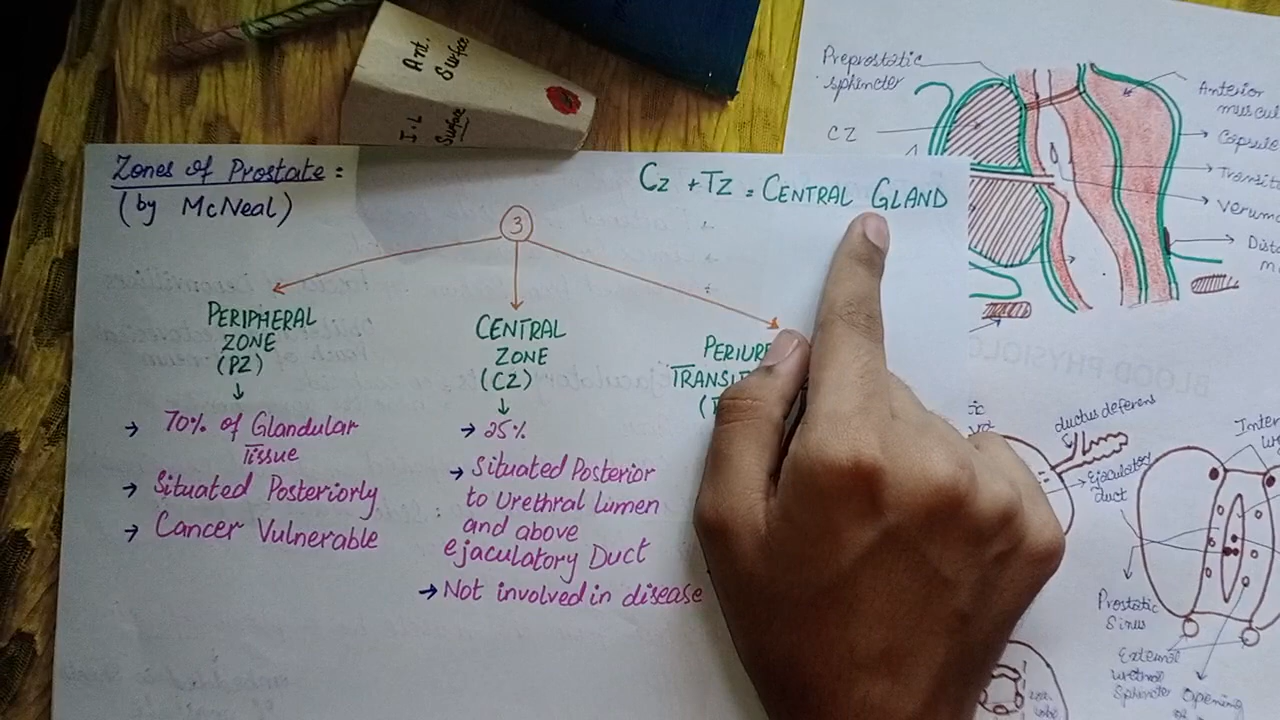 Ant.
Surface
I.L
Surface
Zones of Prostate :
(by McNeal)
Cz + Tz = CENTRAL GLAND
3
PERIPHERAL
ZONE
(PZ)
→ 70% of Glandular
Tissue
→ Situated Posteriorly
→ Cancer Vulnerable
CENTRAL
ZONE
(CZ)
→ 25%
→ Situated Posterior
to Urethral Lumen
and above
ejaculatory Duct
→ Not involved in disease
Preprostatic
sphincter
CZ
Anterior
Capsule
BLOOD
ductus deferens
Ejaculatory
duct
Prostatic
Sinus
External
urethral
Sphincter
Opening